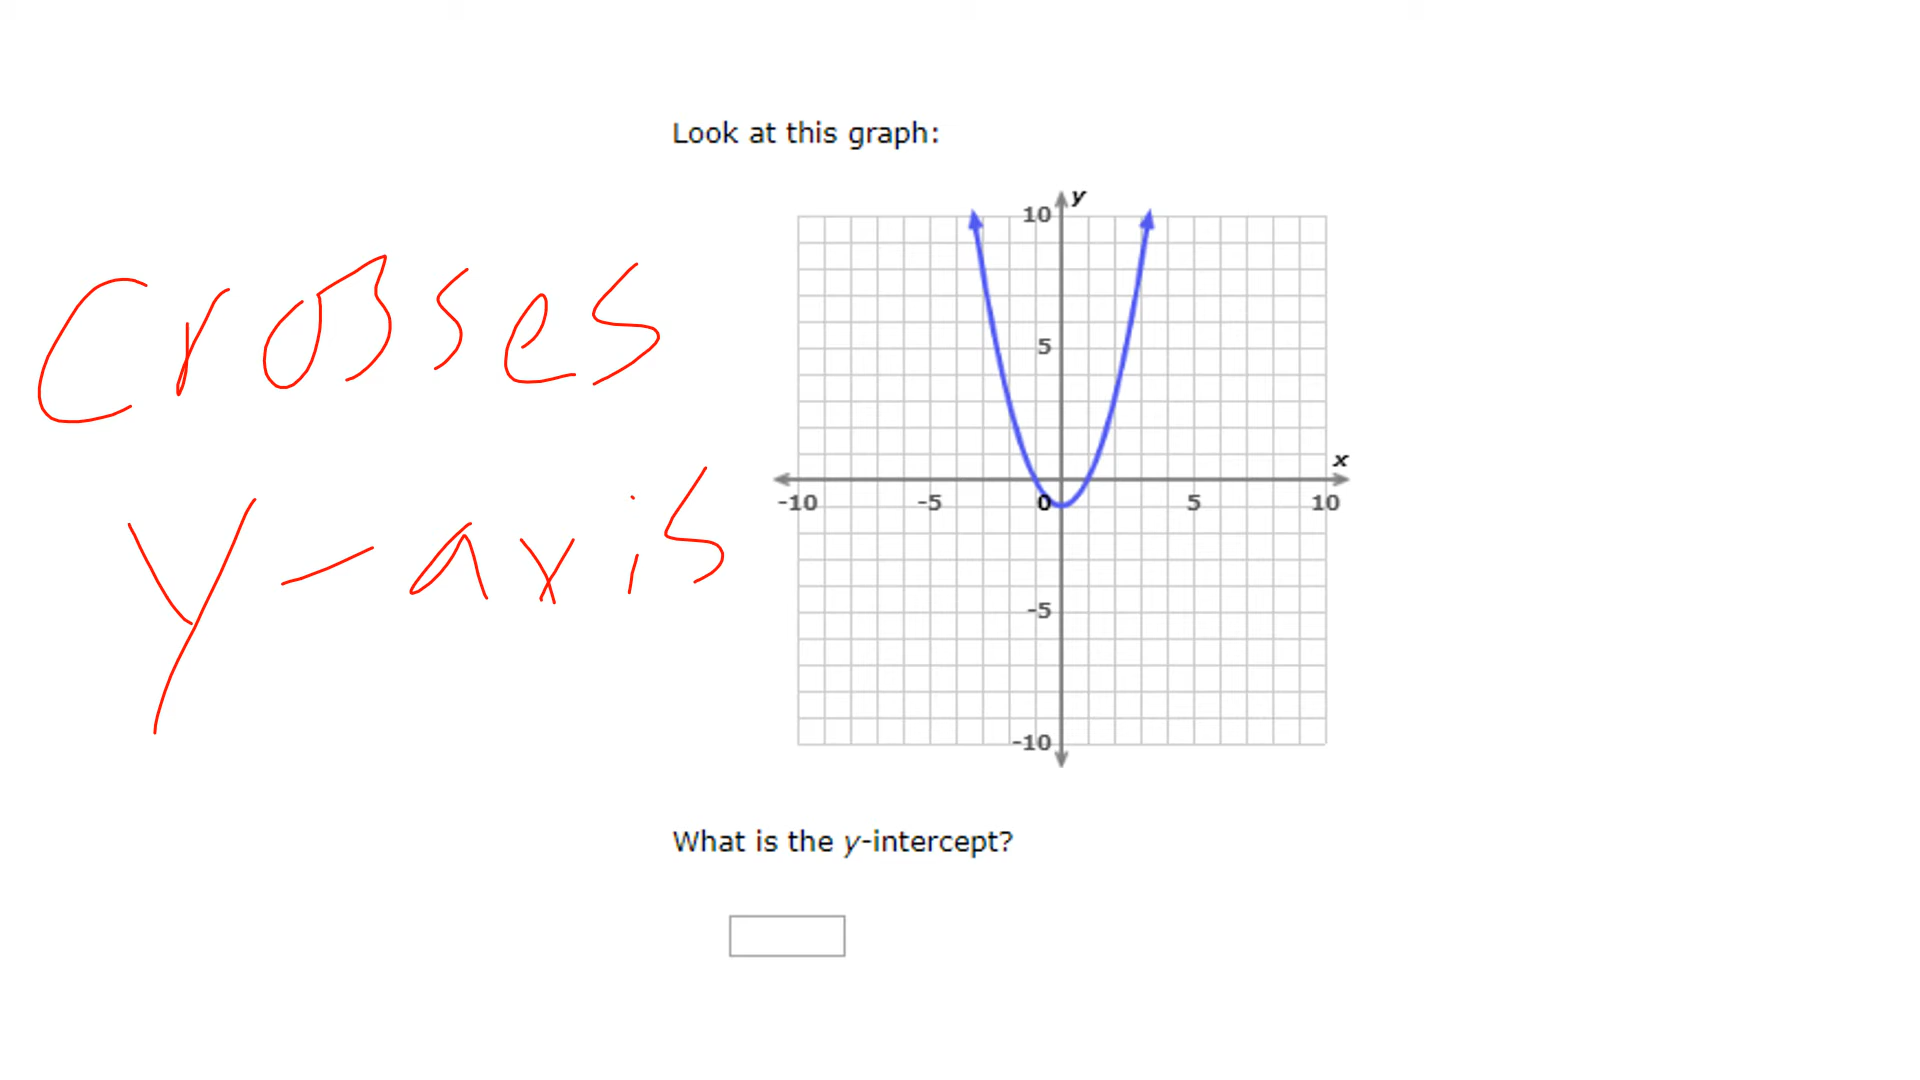 Look at this graph:
y
10
Crosses
5
x
-10 -5 0 5 10
y-axis
-5
-10
What is the y-intercept?